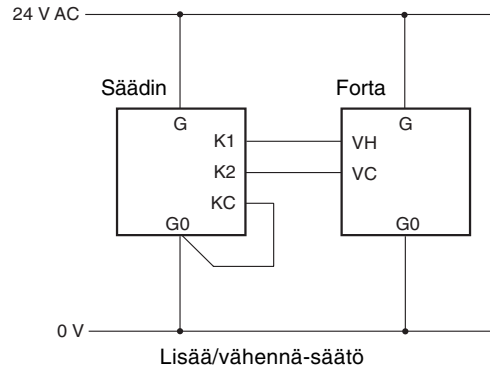 24 V AC
Säädin
Forta
G
G
K1
VH
K2
VC
KC
G0
G0
0 V
Lisää/vähennä-säätö